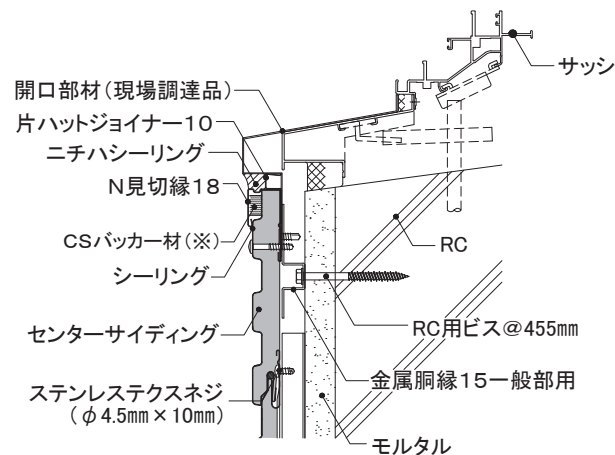 サッシ
開口部材（現場調達品）
片ハットジョイナー10
ニチハシーリング
N見切縁18
CSバッカー材（※）
シーリング
センターサイディング
ステンレステクスネジ
（φ4.5mm×10mm）
RC
RC用ビス@455mm
金属胴縁15一般部用
モルタル